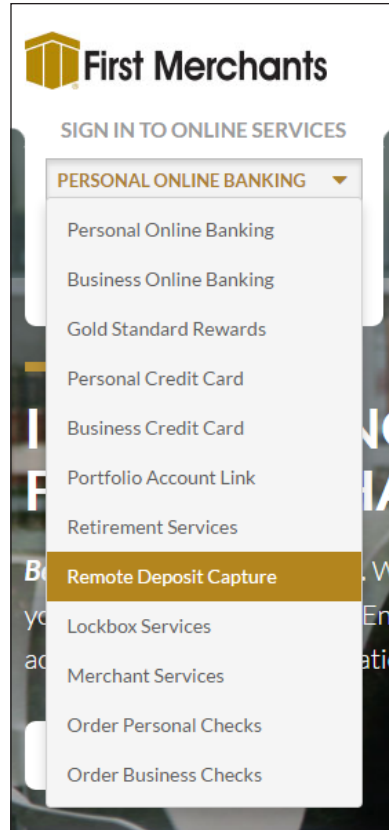 First Merchants
SIGN IN TO ONLINE SERVICES
PERSONAL ONLINE BANKING
Personal Online Banking
Business Online Banking
Gold Standard Rewards
Personal Credit Card
Business Credit Card
Portfolio Account Link
Retirement Services
Remote Deposit Capture
Lockbox Services
Merchant Services
Order Personal Checks
Order Business Checks